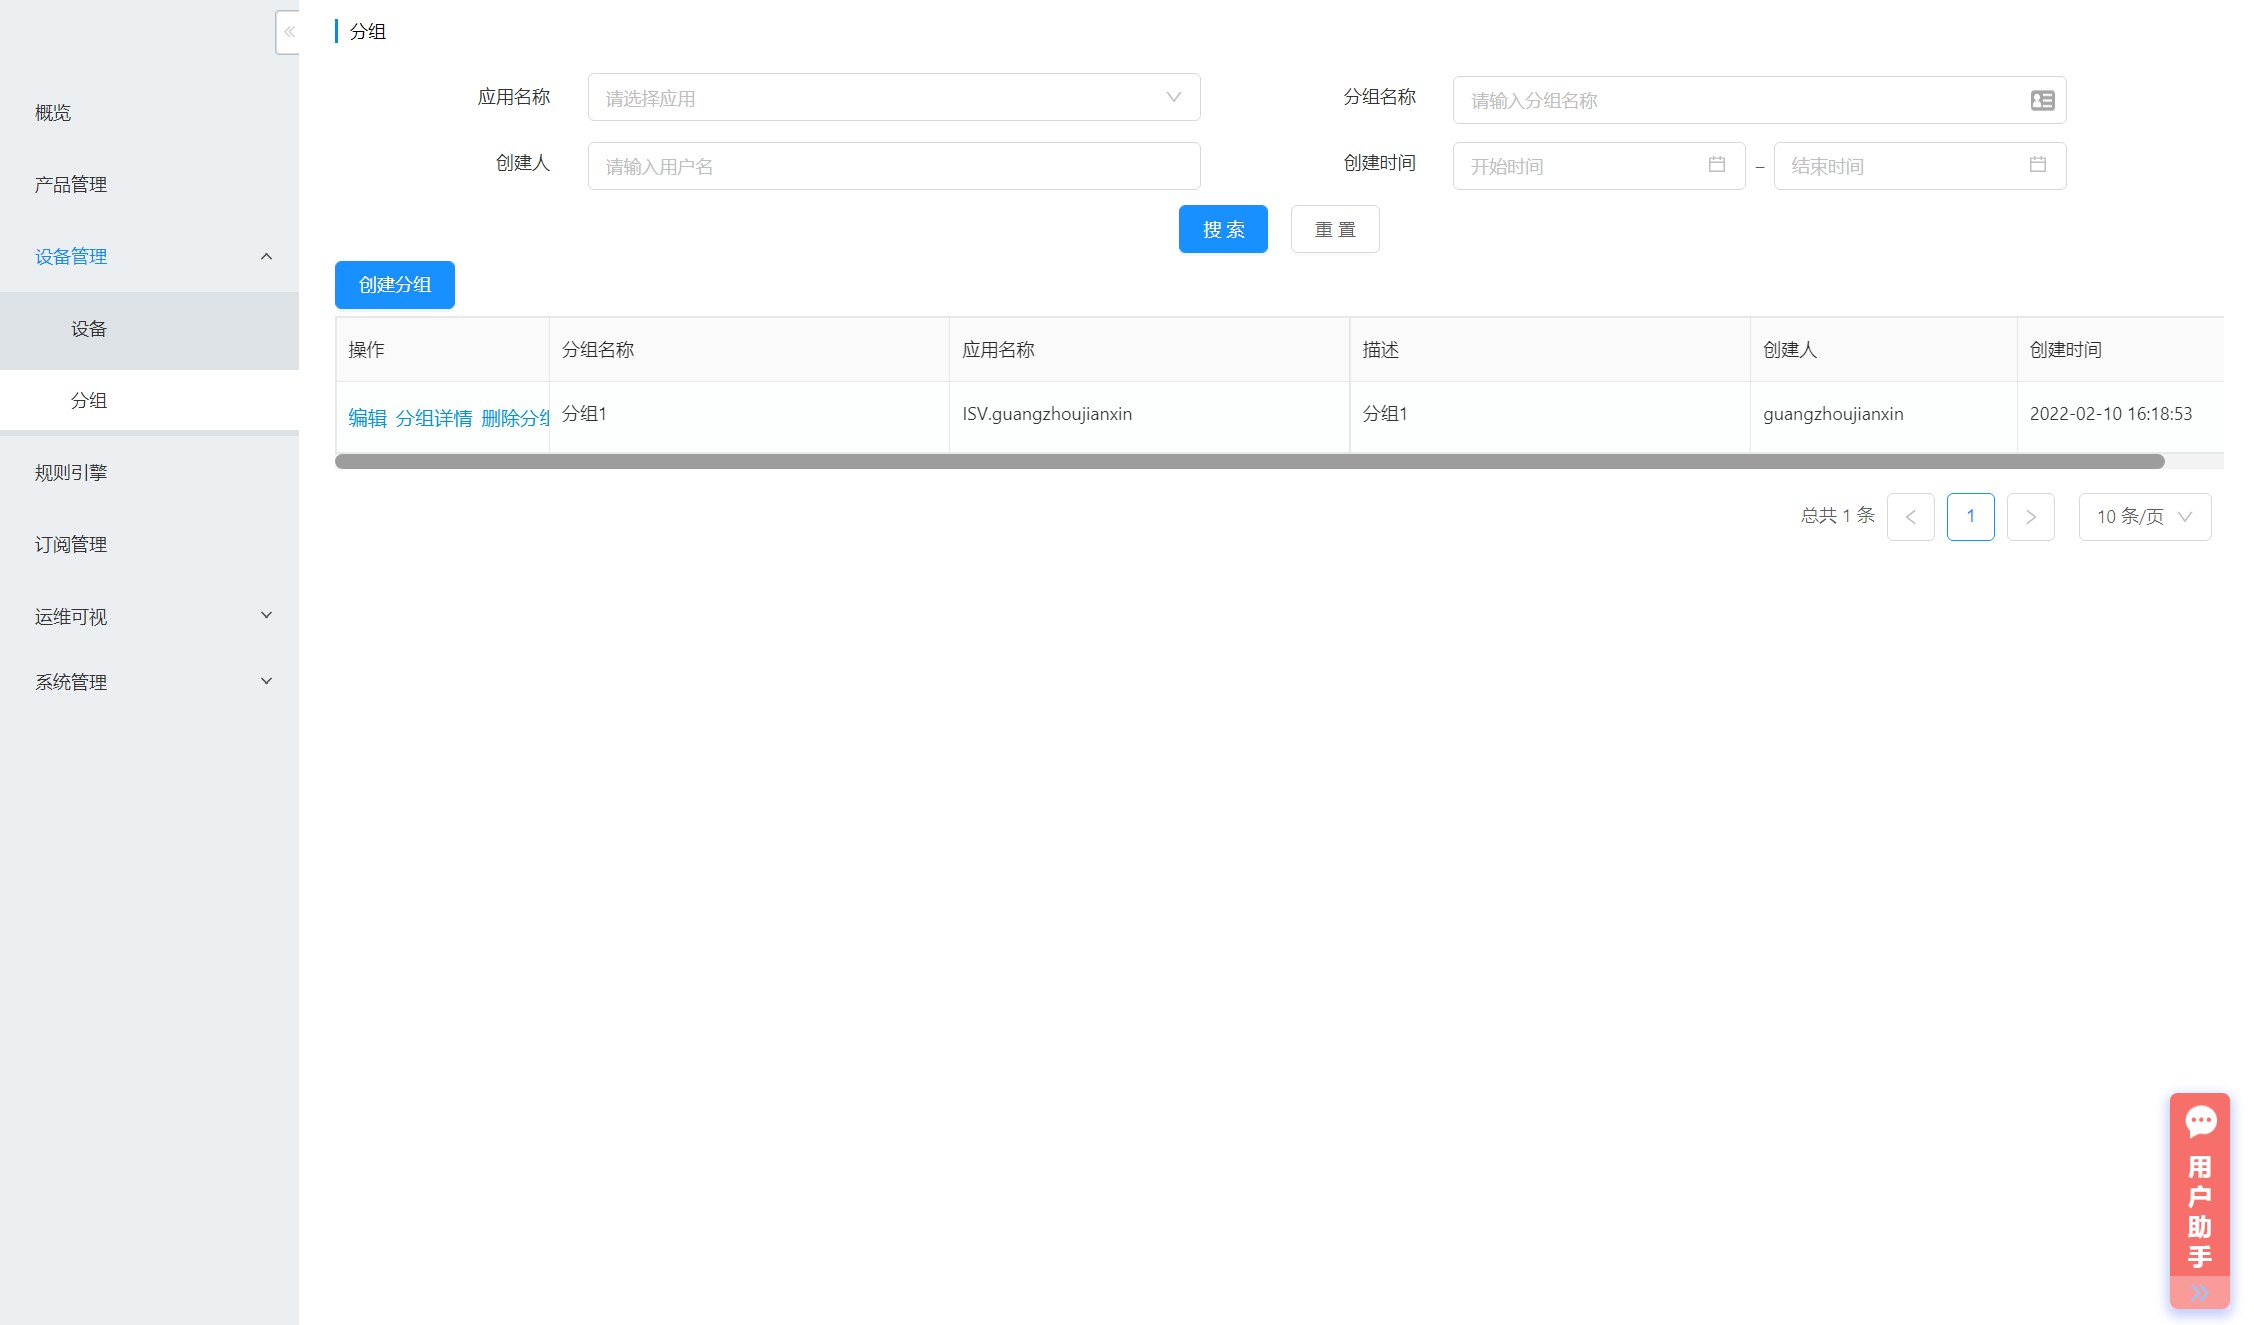 分组
概览
产品管理
设备管理
设备
分组
规则引擎
订阅管理
运维可视
系统管理
应用名称 请选择应用 分组名称 请输入分组名称
创建人 请输入用户名 创建时间 开始时间 – 结束时间
搜 索 重 置
创建分组
操作 分组名称 应用名称 描述 创建人 创建时间
编辑 分组详情 删除分组 分组1 ISV.guangzhoujianxin 分组1 guangzhoujianxin 2022-02-10 16:18:53
总共 1 条 1 10 条/页
用户助手